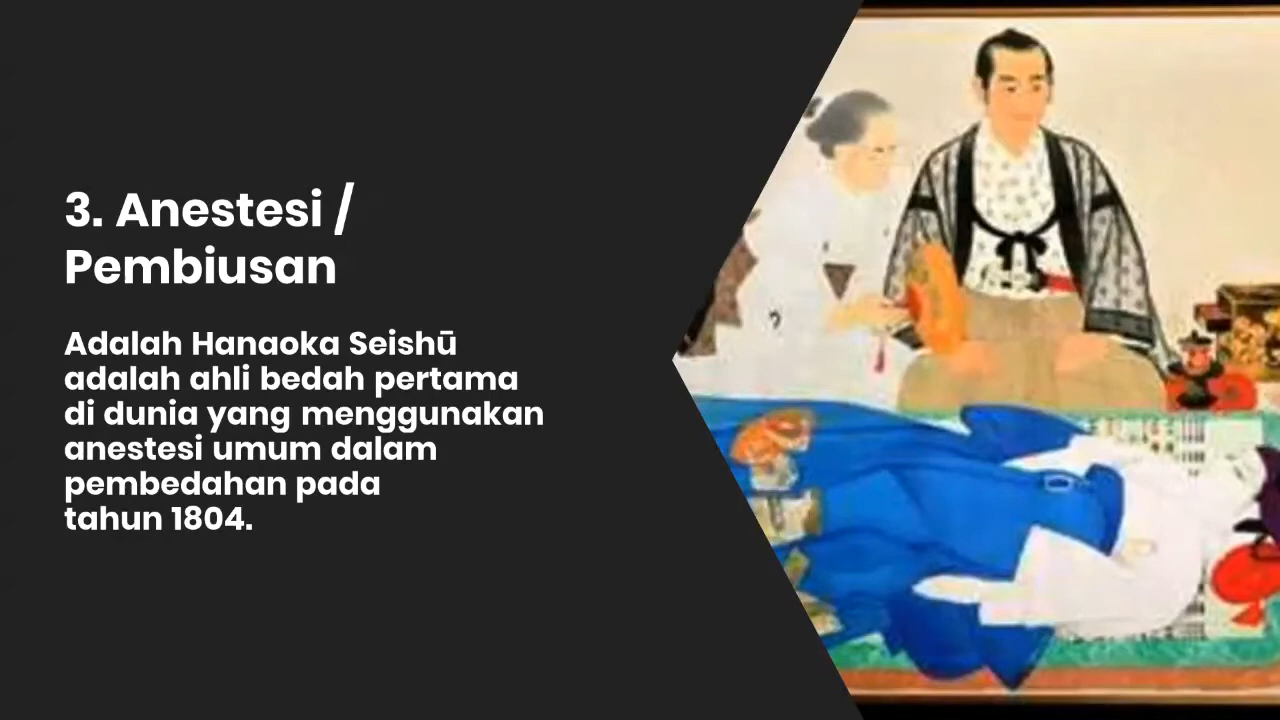 3. Anestesi /
Pembiusan
Adalah Hanaoka Seishū
adalah ahli bedah pertama
di dunia yang menggunakan
anestesi umum dalam
pembedahan pada
tahun 1804.